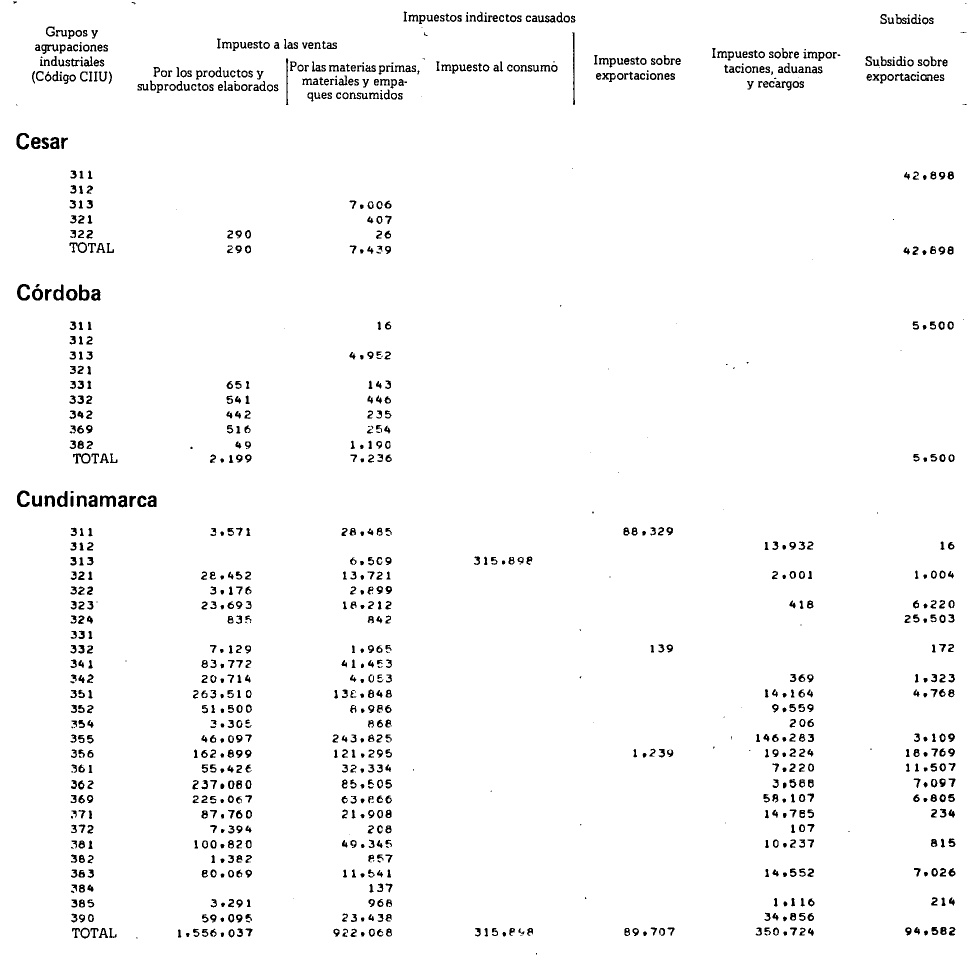 Impuestos indirectos causados Subsidios
Grupos y agrupaciones industriales (Código CIIU) Impuesto a las ventas
Por los productos y subproductos elaborados Por las materias primas, materiales y empaques consumidos Impuesto al consumo Impuesto sobre exportaciones Impuesto sobre importaciones, aduanas y recargos Subsidio sobre exportaciones
Cesar
311 42.898
312
313 7.006
321 407
322 290 26
TOTAL 290 7.439 42.898
Córdoba
311 16 5.500
312
313 4.952
321
331 651 143
332 541 446
342 442 235
369 516 254
382 49 1.190
TOTAL 2.199 7.236 5.500
Cundinamarca
311 3.571 28.485 88.329
312 13.932 16
313 6.509 315.898
321 28.452 13.721 2.001 1.004
322 3.176 2.899
323 23.693 18.212 418 6.220
324 835 842 25.503
331
332 7.129 1.965 139 172
341 83.772 41.453
342 20.714 4.053 369 1.323
351 263.510 138.848 14.164 4.768
352 51.500 8.986 9.559
354 3.305 868 206
355 46.097 243.825 146.283 3.109
356 162.899 121.295 1.239 19.224 18.769
361 55.426 32.334 7.220 11.507
362 237.080 85.505 3.588 7.097
369 225.067 63.866 58.107 6.805
371 87.760 21.908 14.785 234
372 7.394 208 107
381 100.820 49.345 10.237 815
382 1.382 857
383 80.069 11.541 14.552 7.026
384 137
385 3.291 968 1.116 214
390 59.095 23.438 34.856
TOTAL 1.556.037 922.068 315.898 89.707 350.724 94.582